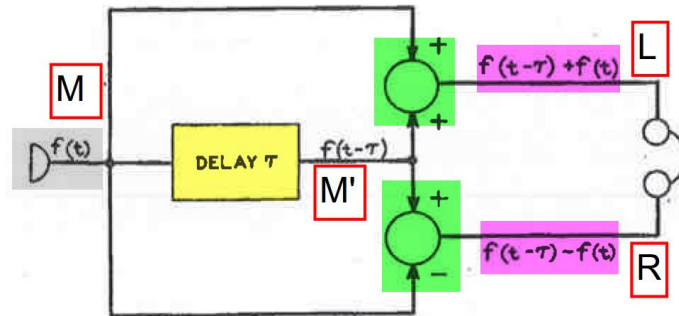 L
+
f(t-τ)+f(t)
M
f(t)
+
DELAY τ
f(t-τ)
M'
+
f(t-τ)-f(t)
−
R